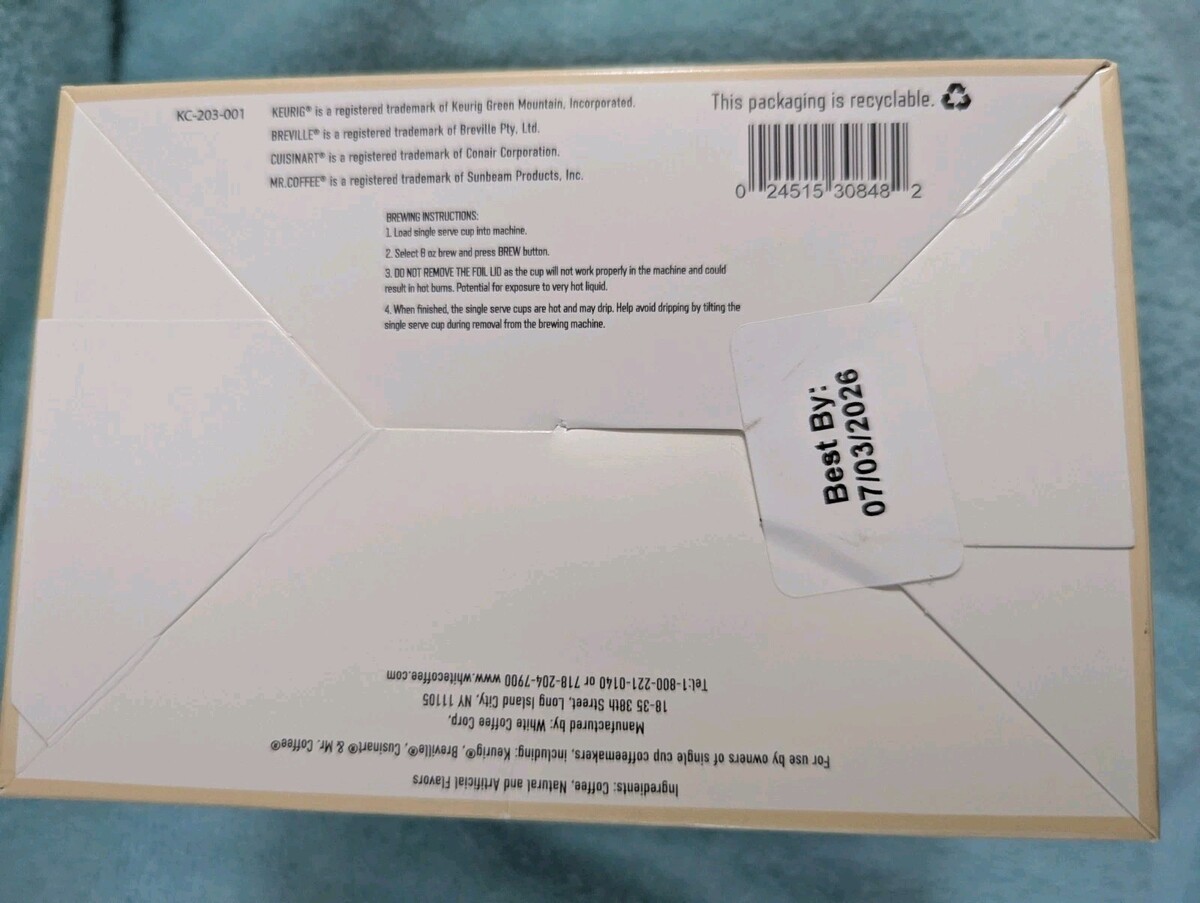 KC-203-001
KEURIG® is a registered trademark of Keurig Green Mountain, Incorporated.
BREVILLE® is a registered trademark of Breville Pty. Ltd.
CUISINART® is a registered trademark of Conair Corporation.
MR.COFFEE® is a registered trademark of Sunbeam Products, Inc.
This packaging is recyclable.
0 24515 30848 2
BREWING INSTRUCTIONS:
1. Load single serve cup into machine.
2. Select 8 oz brew and press BREW button.
3. DO NOT REMOVE THE FOIL LID as the cup will not work properly in the machine and could
result in hot burns. Potential for exposure to very hot liquid.
4. When finished, the single serve cups are hot and may drip. Help avoid dripping by tilting the
single serve cup during removal from the brewing machine.
Best By:
07/03/2026
Ingredients: Coffee, Natural and Artificial Flavors
For use by owners of single cup coffeemakers, including: Keurig®, Breville®, Cusinart® & Mr. Coffee®
Manufactured by: White Coffee Corp.
18-35 38th Street, Long Island City, NY 11105
Tel:1-800-221-0140 or 718-204-7900 www.whitecoffee.com